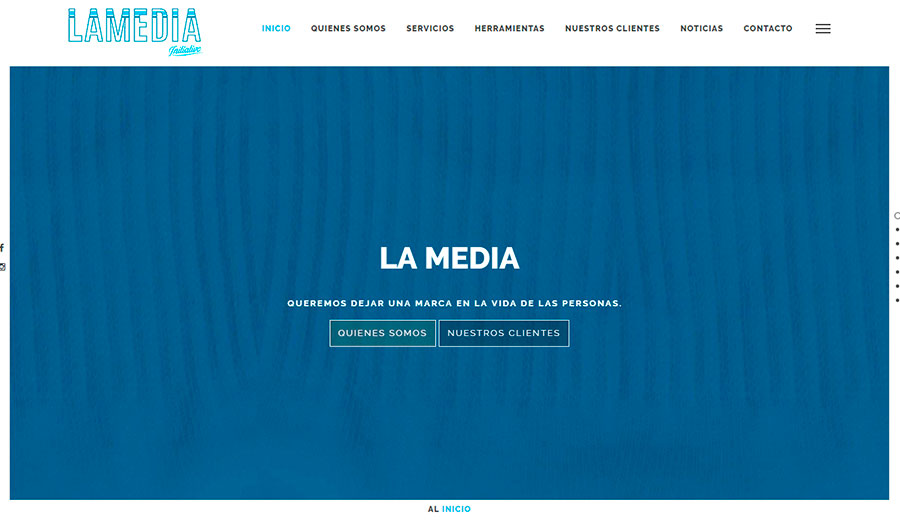 LAMEDIA
Initiative
INICIO QUIENES SOMOS SERVICIOS HERRAMIENTAS NUESTROS CLIENTES NOTICIAS CONTACTO
LA MEDIA
QUEREMOS DEJAR UNA MARCA EN LA VIDA DE LAS PERSONAS.
QUIENES SOMOS NUESTROS CLIENTES
AL INICIO